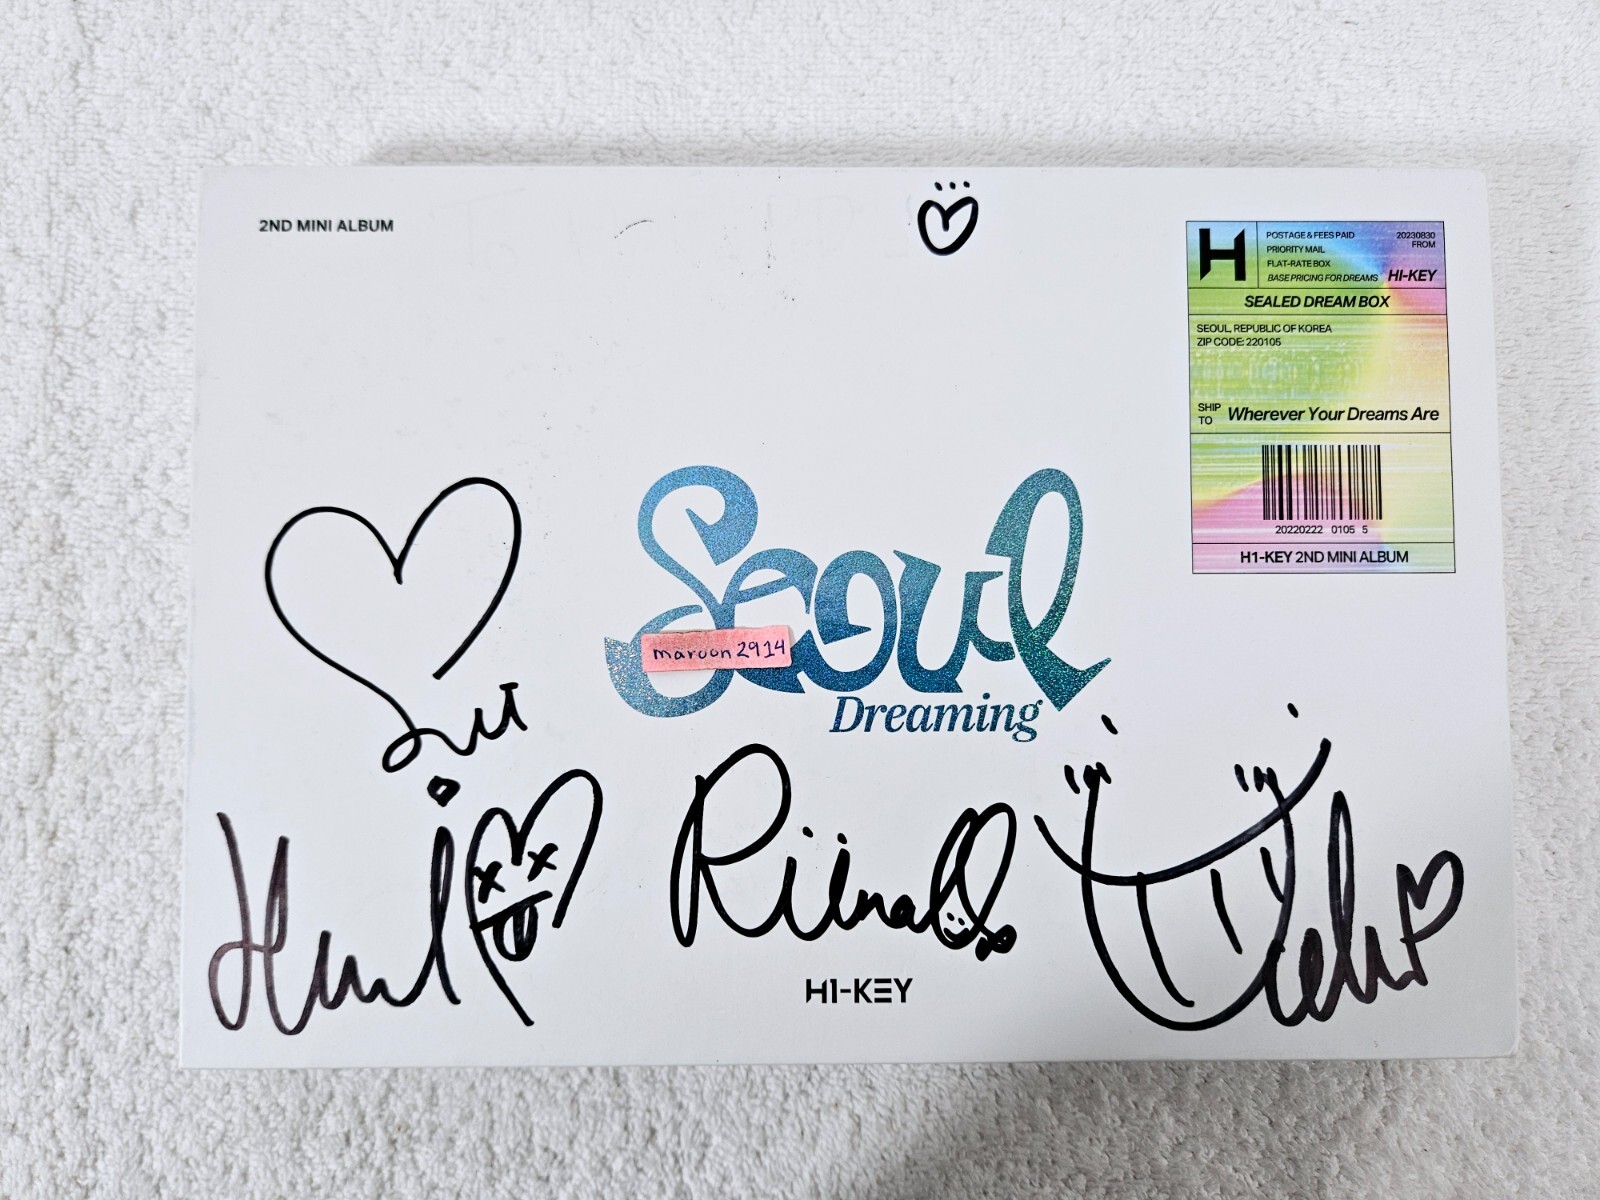 2ND MINI ALBUM
H
POSTAGE & FEES PAID
PRIORITY MAIL
FLAT-RATE BOX
BASE PRICING FOR DREAMS
20230830
FROM
H1-KEY
SEALED DREAM BOX
SEOUL, REPUBLIC OF KOREA
ZIP CODE: 220105
SHIP TO Wherever Your Dreams Are
20220222 0105 5
H1-KEY 2ND MINI ALBUM
Seoul
maroon2914
Dreaming
Riina
H1-KEY